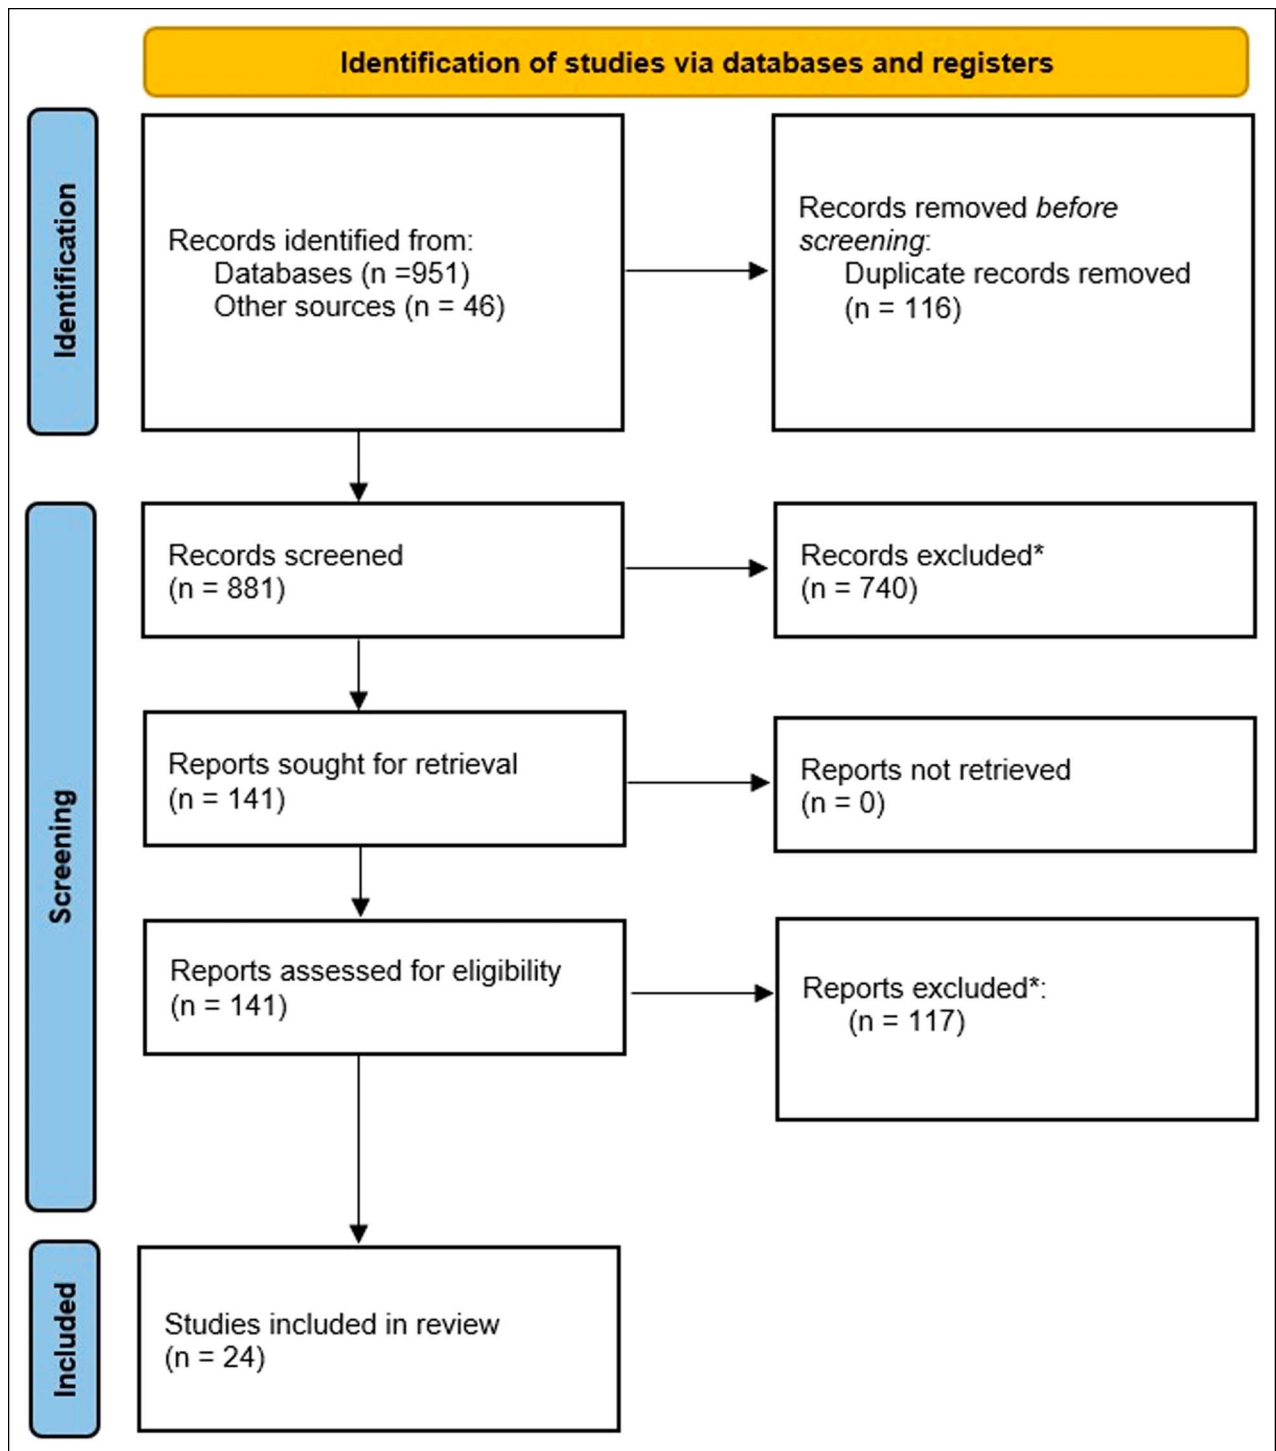 Identification of studies via databases and registers
Identification
Records identified from:
Databases (n =951)
Other sources (n = 46)
Records removed before
screening:
Duplicate records removed
(n = 116)
Screening
Records screened
(n = 881)
Records excluded*
(n = 740)
Reports sought for retrieval
(n = 141)
Reports not retrieved
(n = 0)
Reports assessed for eligibility
(n = 141)
Reports excluded*:
(n = 117)
Included
Studies included in review
(n = 24)